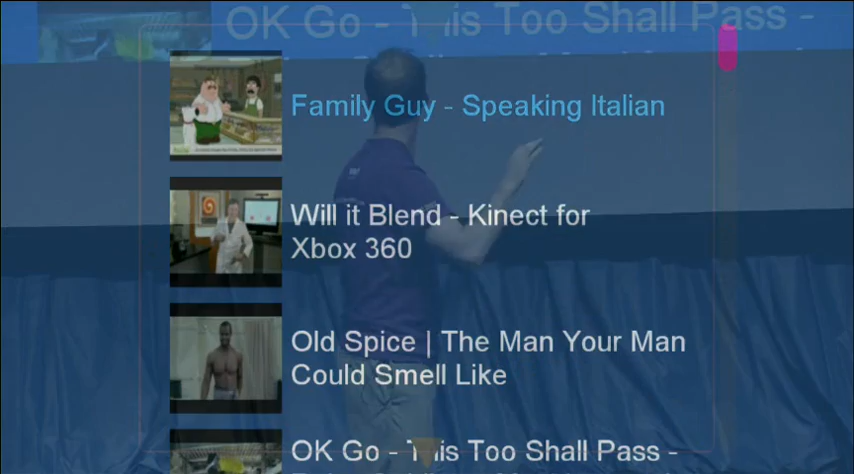 OK Go - This Too Shall Pass -
Family Guy - Speaking Italian
Will it Blend - Kinect for
Xbox 360
Old Spice | The Man Your Man
Could Smell Like
OK Go - This Too Shall Pass -